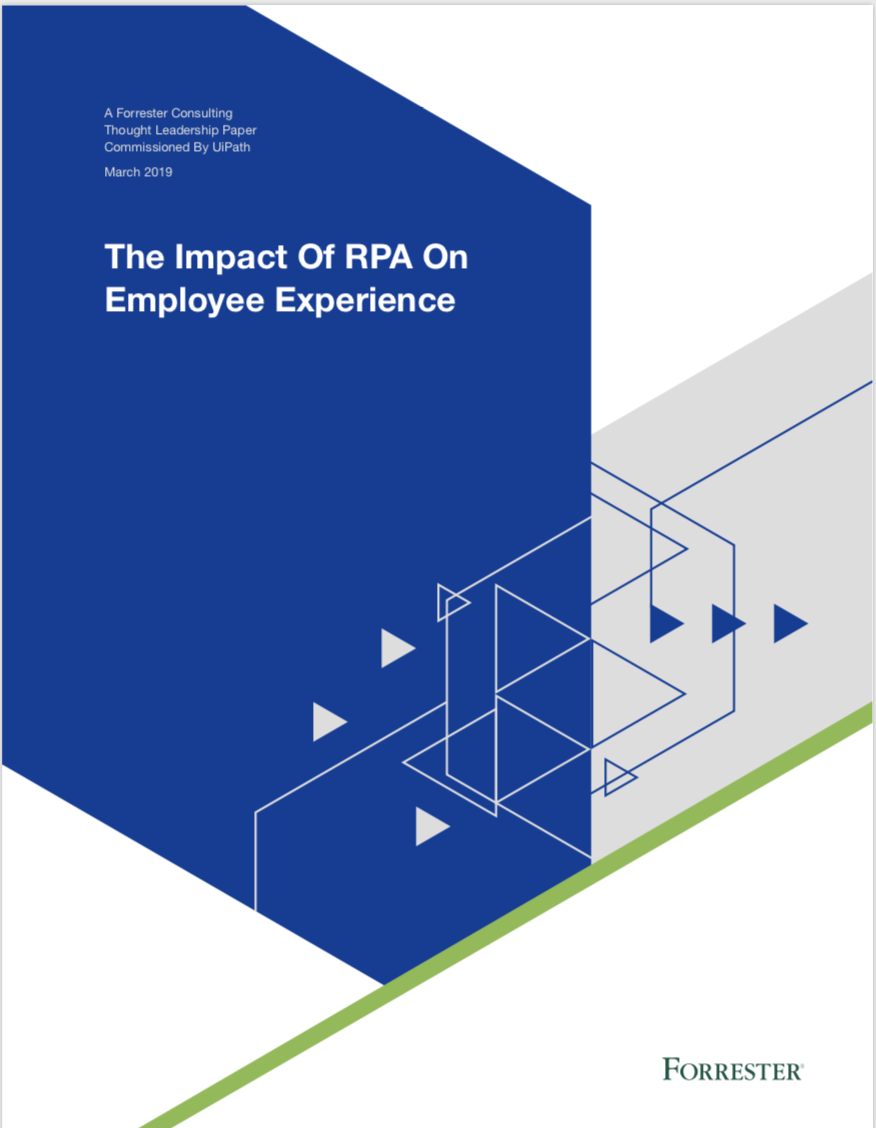 A Forrester Consulting
Thought Leadership Paper
Commissioned By UiPath
March 2019
The Impact Of RPA On
Employee Experience
FORRESTER®